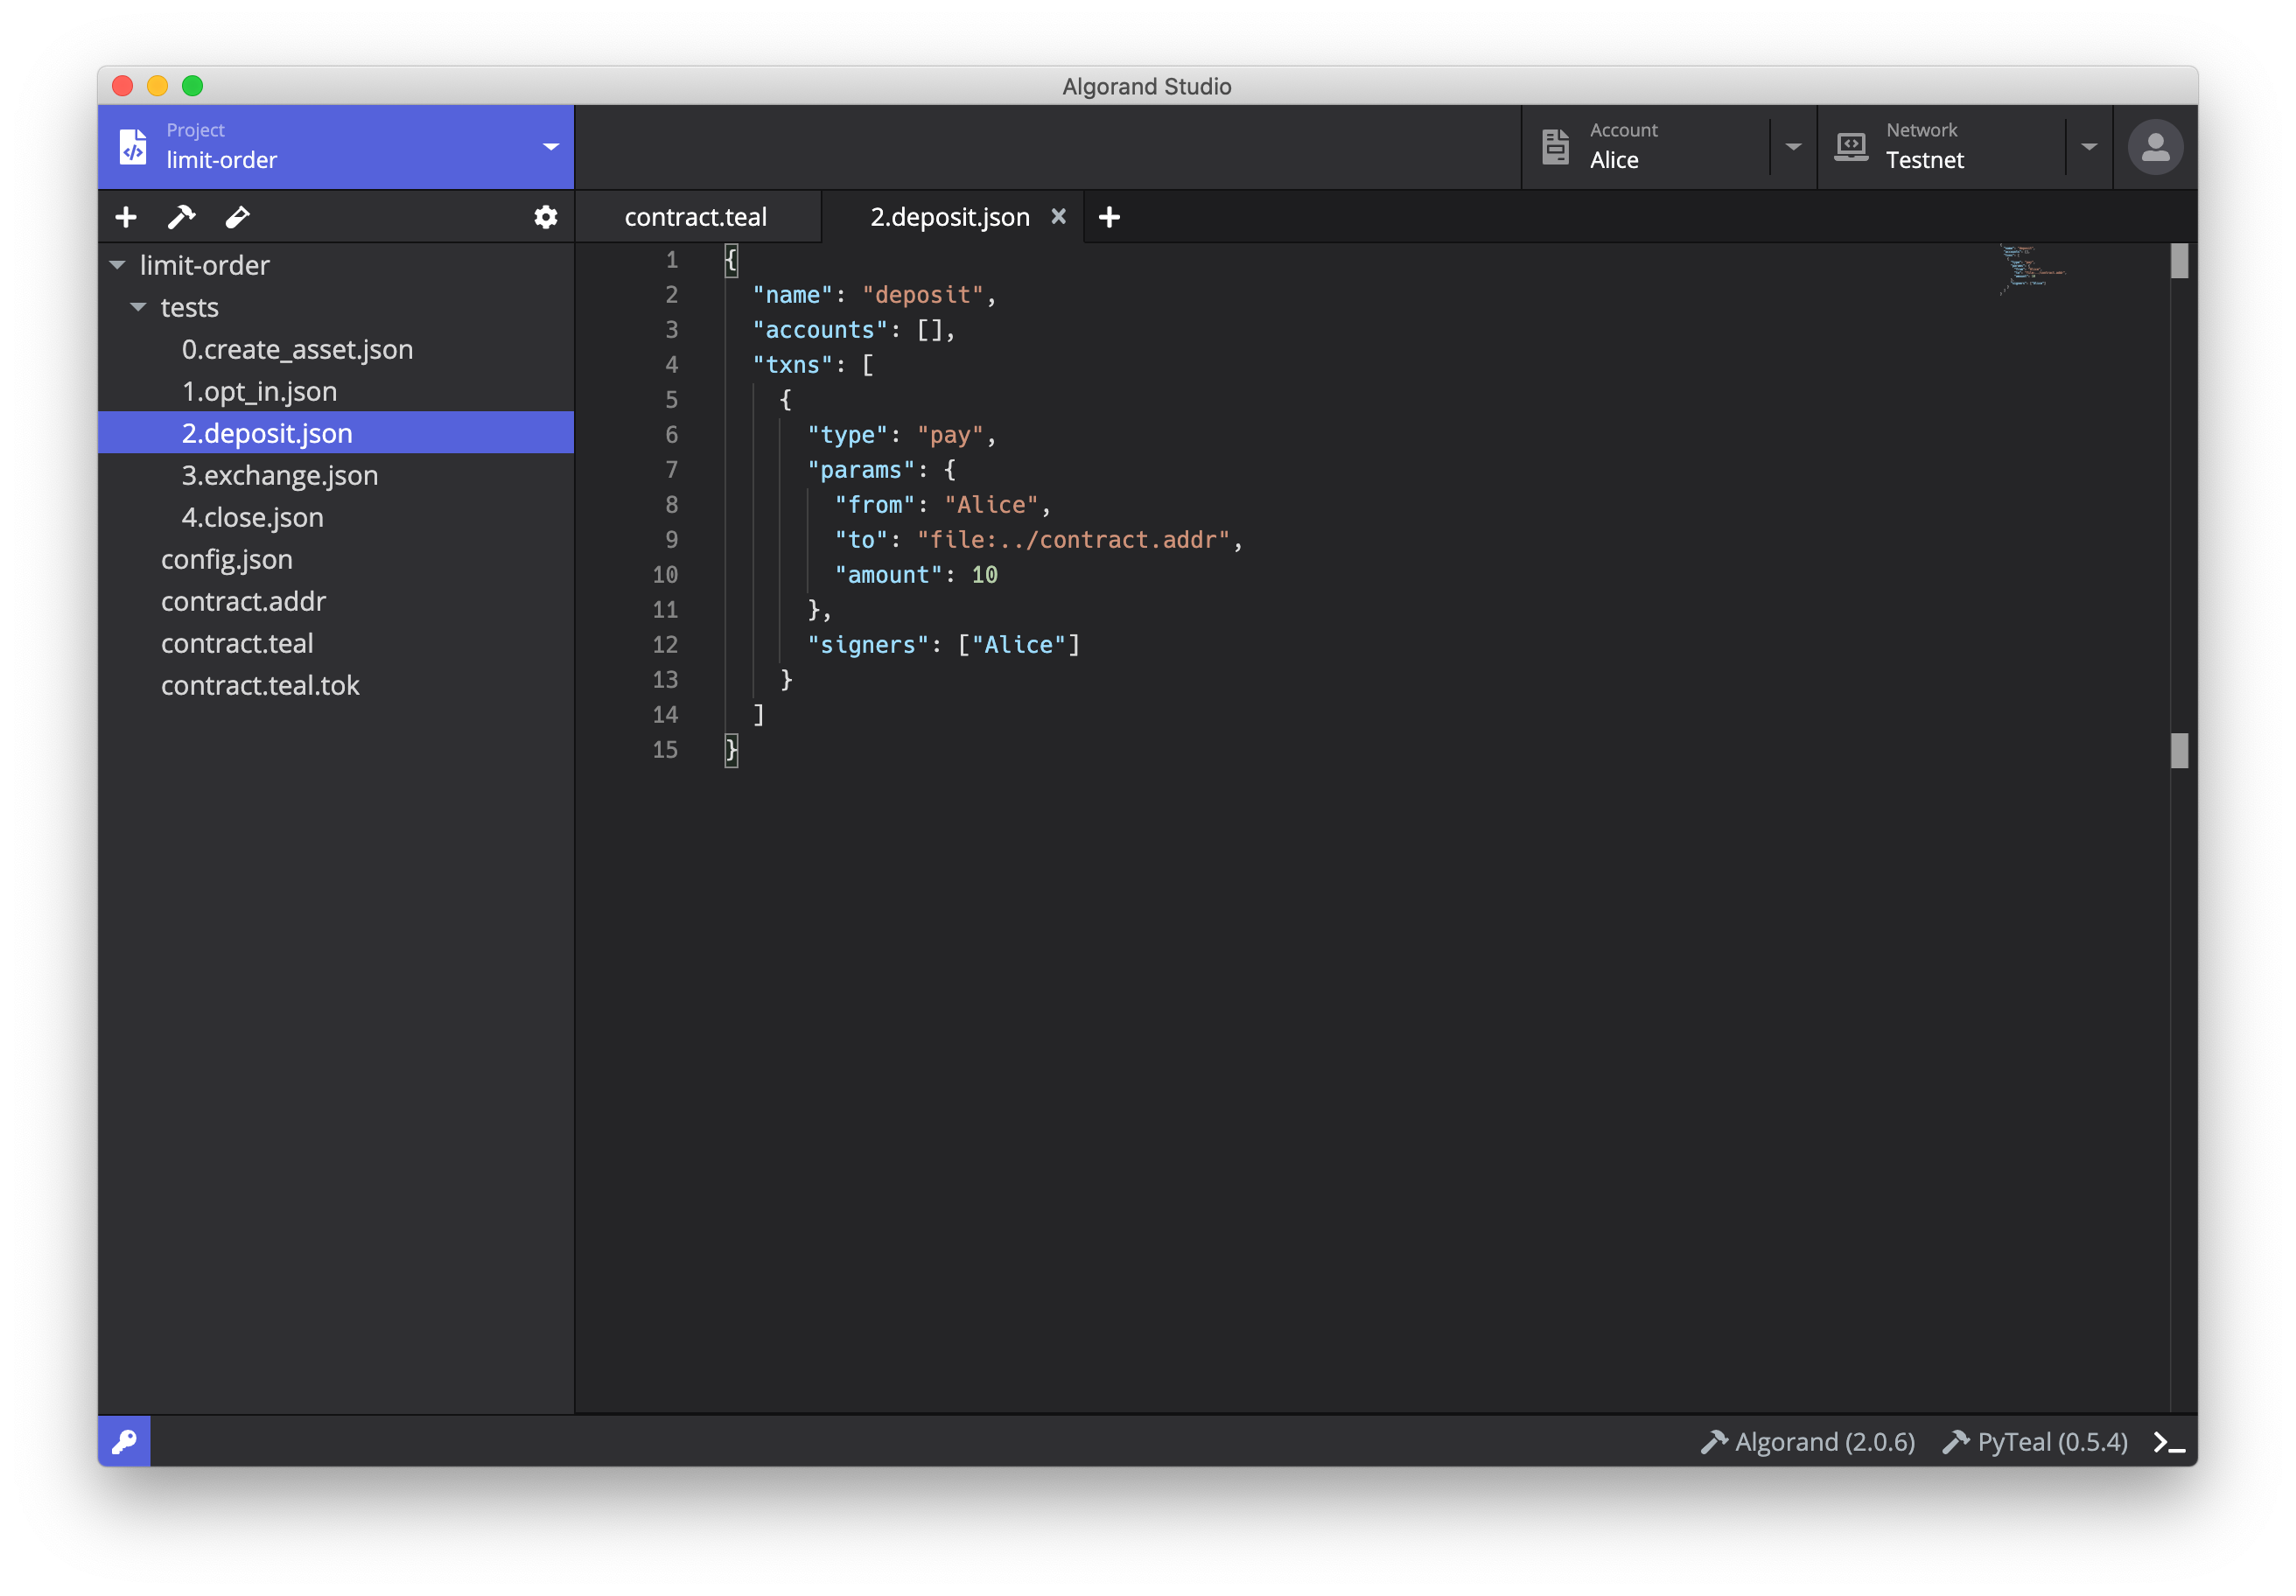 Algorand Studio
Project
limit-order
Account
Alice
Network
Testnet
contract.teal
2.deposit.json
limit-order
tests
0.create_asset.json
1.opt_in.json
2.deposit.json
3.exchange.json
4.close.json
config.json
contract.addr
contract.teal
contract.teal.tok
1 {
2 "name": "deposit",
3 "accounts": [],
4 "txns": [
5 {
6 "type": "pay",
7 "params": {
8 "from": "Alice",
9 "to": "file:../contract.addr",
10 "amount": 10
11 },
12 "signers": ["Alice"]
13 }
14 ]
15 }
Algorand (2.0.6) PyTeal (0.5.4)